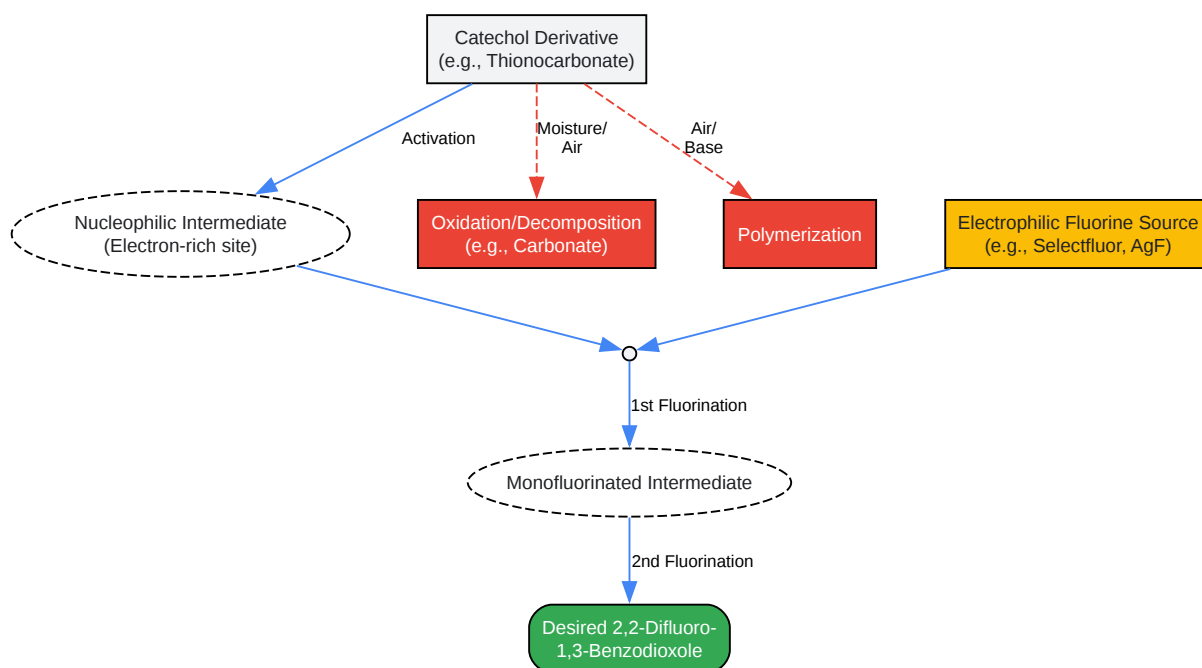 Catechol Derivative
(e.g., Thionocarbonate)
Activation
Moisture/
Air
Air/
Base
Nucleophilic Intermediate
(Electron-rich site)
Oxidation/Decomposition
(e.g., Carbonate)
Polymerization
Electrophilic Fluorine Source
(e.g., Selectfluor, AgF)
1st Fluorination
Monofluorinated Intermediate
2nd Fluorination
Desired 2,2-Difluoro-
1,3-Benzodioxole